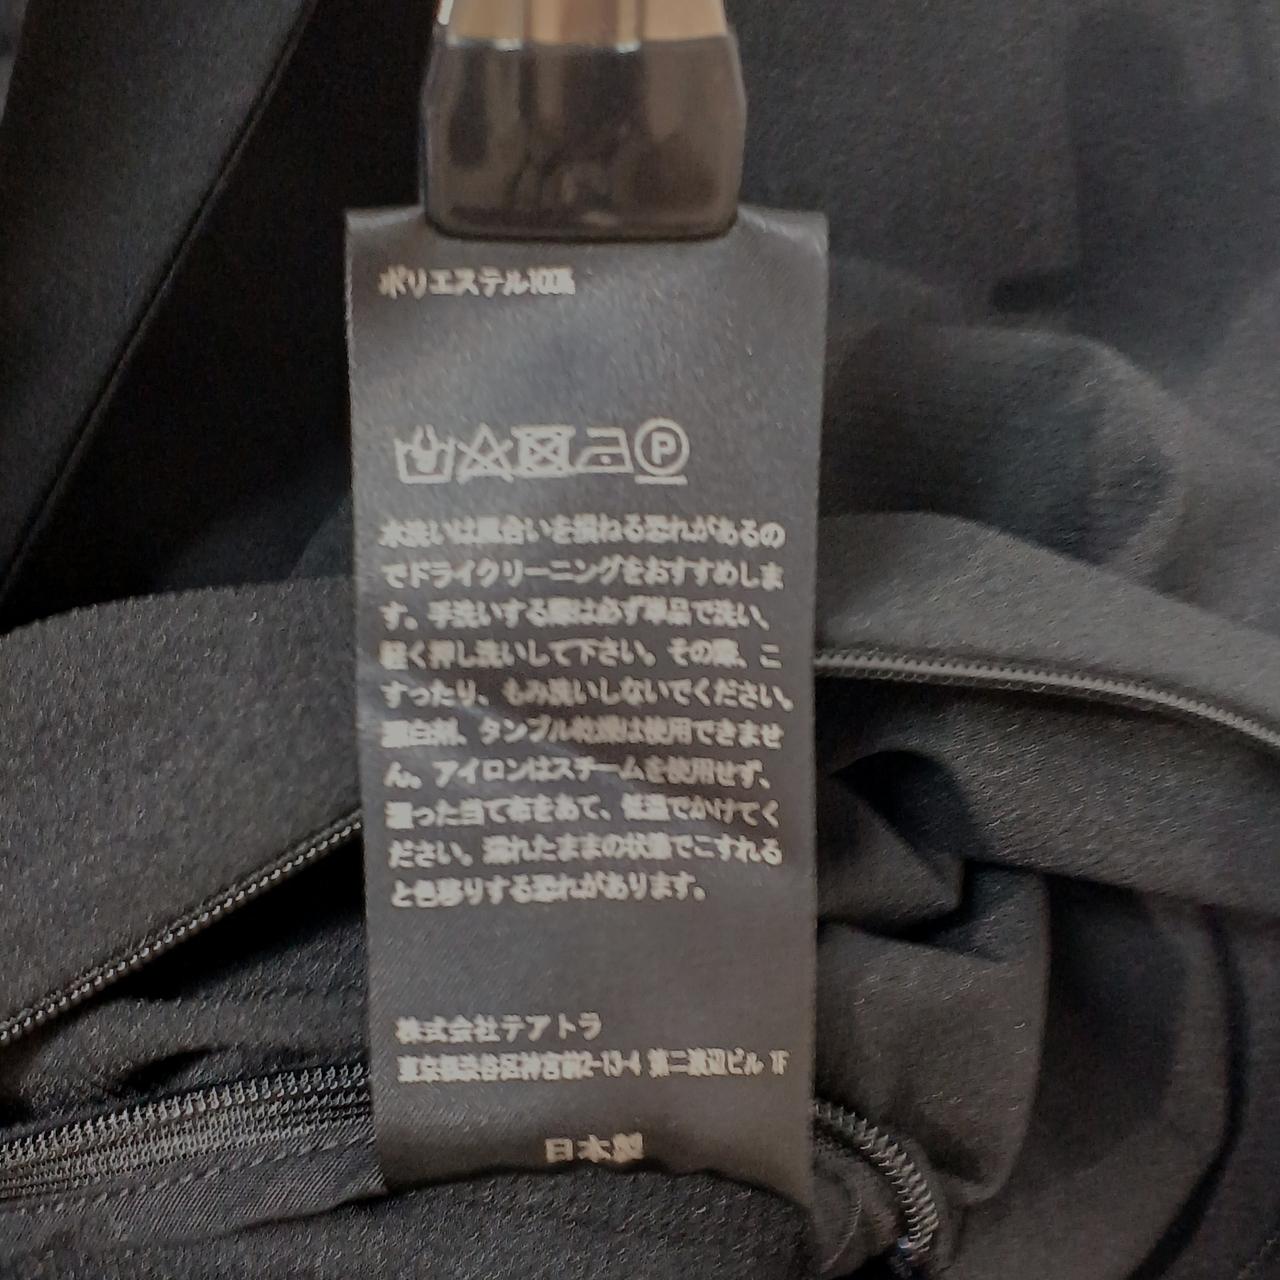 ポリエステル100%
P
水洗いは風合いを損ねる恐れがあるの
でドライクリーニングをおすすめしま
す。手洗いする際は必ず単品で洗い、
軽く押し洗いして下さい。その際、こ
すったり、もみ洗いしないでください。
漂白剤、タンブル乾燥は使用できませ
ん。アイロンはスチームを使用せず、
湿った当て布をあて、低温でかけてく
ださい。濡れたままの状態でこすれる
と色移りする恐れがあります。
株式会社テアトラ
東京都渋谷区神宮前2-13-4 第二渡辺ビル 1F
日本製